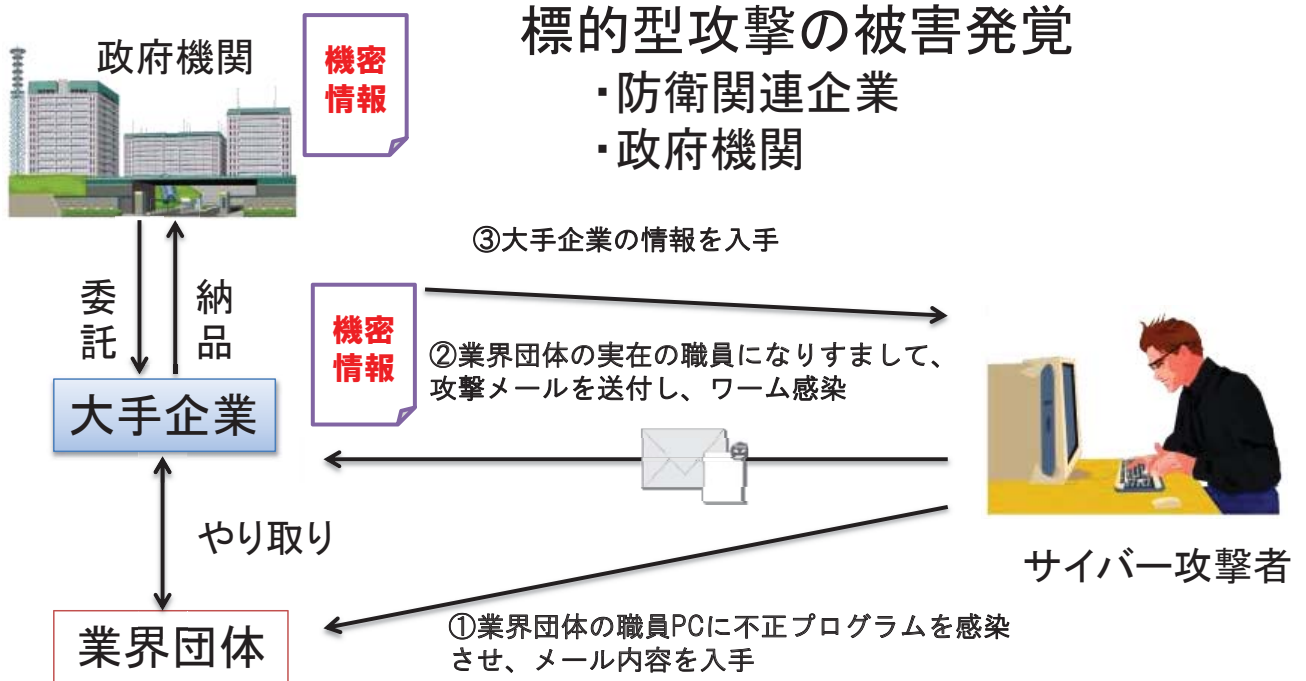 標的型攻撃の被害発覚
・防衛関連企業
・政府機関
政府機関
機密
情報
③大手企業の情報を入手
委託
納品
機密
情報
②業界団体の実在の職員になりすまして、
攻撃メールを送付し、ワーム感染
大手企業
やり取り
サイバー攻撃者
①業界団体の職員PCに不正プログラムを感染
させ、メール内容を入手
業界団体